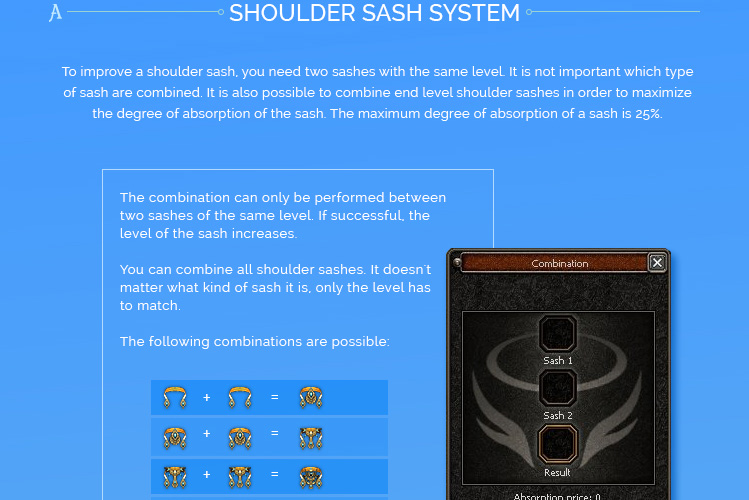 A
SHOULDER SASH SYSTEM
To improve a shoulder sash, you need two sashes with the same level. It is not important which type
of sash are combined. It is also possible to combine end level shoulder sashes in order to maximize
the degree of absorption of the sash. The maximum degree of absorption of a sash is 25%.
The combination can only be performed between
two sashes of the same level. If successful, the
level of the sash increases.
You can combine all shoulder sashes. It doesn't
matter what kind of sash it is, only the level has
to match.
The following combinations are possible:
+ =
+ =
+ =
Combination
Sash 1
Sash 2
Result
Absorption price: 0